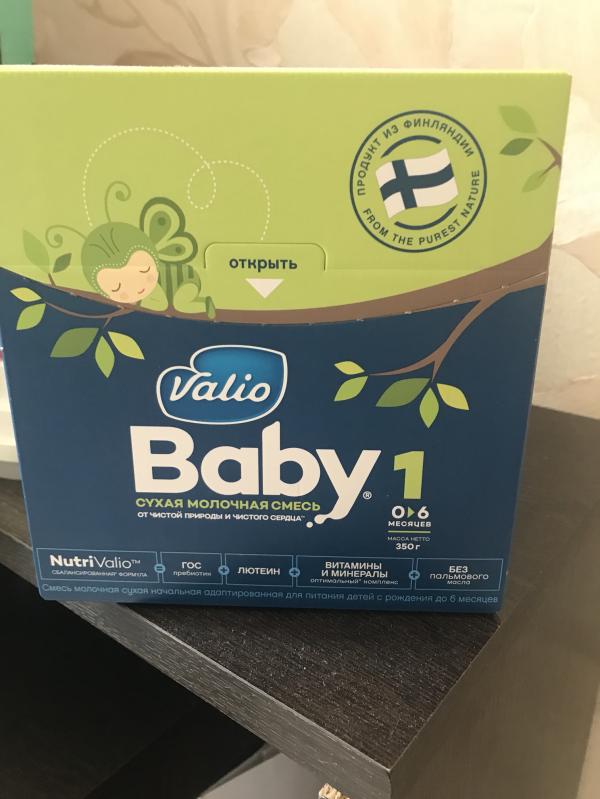 ПРОДУКТ ИЗ ФИНЛЯНДИИ
FROM THE PUREST NATURE
открыть
Valio
Baby® 1
СУХАЯ МОЛОЧНАЯ СМЕСЬ
ОТ ЧИСТОЙ ПРИРОДЫ И ЧИСТОГО СЕРДЦА™
0 6
МЕСЯЦЕВ
МАССА НЕТТО
350 г
NutriValio™
СБАЛАНСИРОВАННАЯ ФОРМУЛА
=
ГОС
пребиотик
+
ЛЮТЕИН
+
ВИТАМИНЫ
И МИНЕРАЛЫ
оптимальный комплекс
+
БЕЗ
пальмового
масла
Смесь молочная сухая начальная адаптированная для питания детей с рождения до 6 месяцев